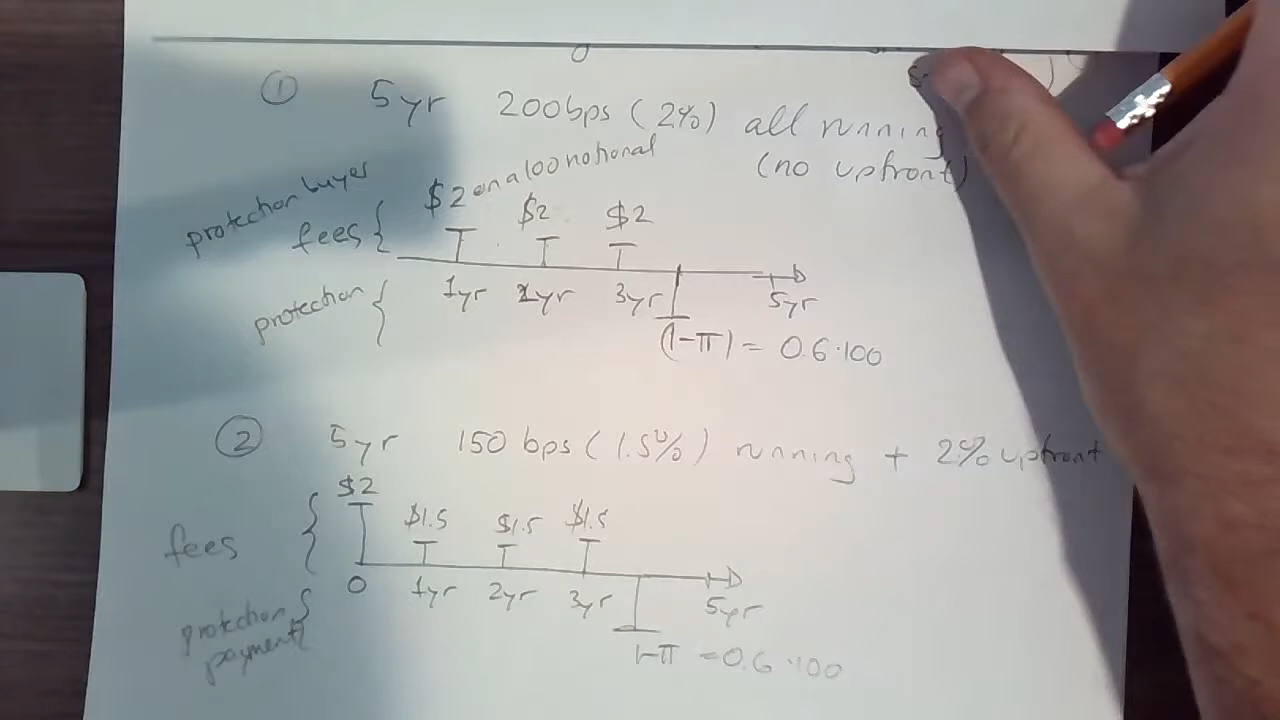 ① 5yr 200bps (2%) all running
(no upfront)
protection buyer
fees { $2 on a 100 notional $2 $2
protection { 1yr 2yr 3yr 5yr
(1-π) = 0.6·100
② 5yr 150 bps (1.5%) running + 2% upfront
fees { $2 $1.5 $1.5 $1.5
0 1yr 2yr 3yr 5yr
protection
payment }
1-π = 0.6·100